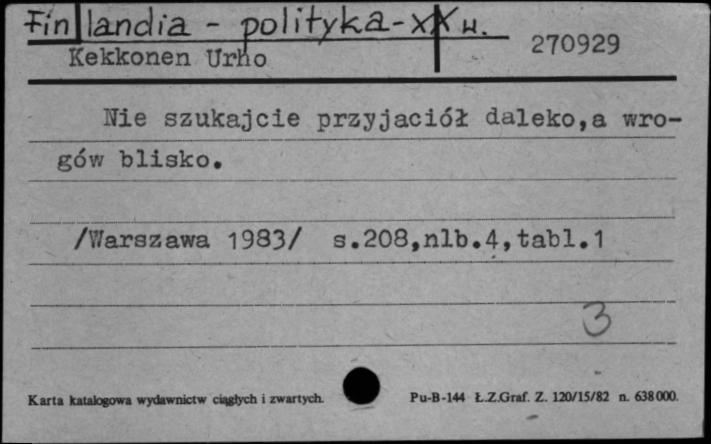 Finlandia - polityka - XX w.
Kekkonen Urho 270929
Nie szukajcie przyjaciół daleko,a wro-
gów blisko.
/Warszawa 1983/ s.208,nlb.4,tabl.1
3
Karta katalogowa wydawnictw ciągłych i zwartych. Pu-B-144 Ł.Z.Graf. Z. 120/15/82 n. 638000.